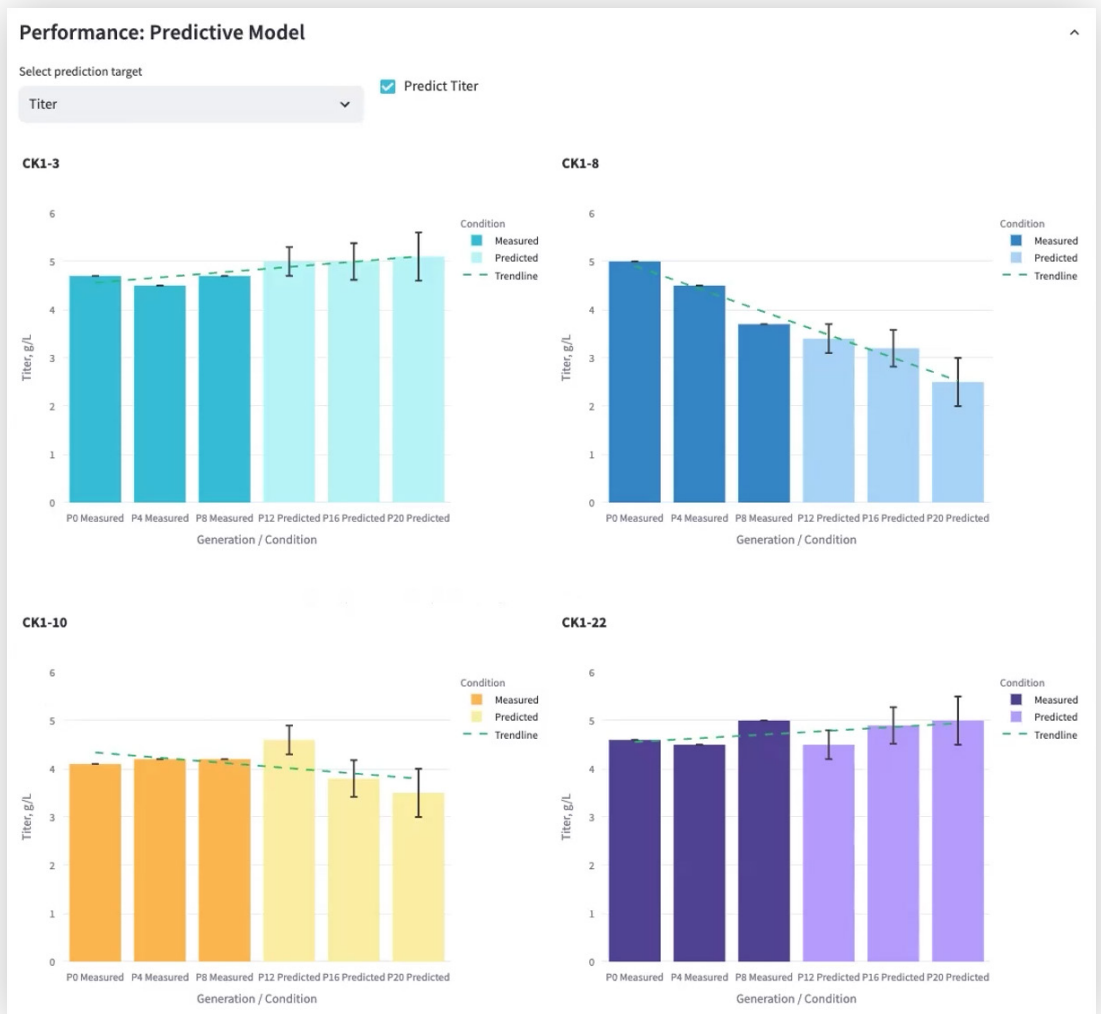 Performance: Predictive Model
Select prediction target
Titer
Predict Titer
CK1-3
6
5
4
3
2
1
0
Titer, g/L
P0 Measured P4 Measured P8 Measured P12 Predicted P16 Predicted P20 Predicted
Generation / Condition
Condition
Measured
Predicted
Trendline
CK1-8
6
5
4
3
2
1
0
Titer, g/L
P0 Measured P4 Measured P8 Measured P12 Predicted P16 Predicted P20 Predicted
Generation / Condition
Condition
Measured
Predicted
Trendline
CK1-10
6
5
4
3
2
1
0
Titer, g/L
P0 Measured P4 Measured P8 Measured P12 Predicted P16 Predicted P20 Predicted
Generation / Condition
Condition
Measured
Predicted
Trendline
CK1-22
6
5
4
3
2
1
0
Titer, g/L
P0 Measured P4 Measured P8 Measured P12 Predicted P16 Predicted P20 Predicted
Generation / Condition
Condition
Measured
Predicted
Trendline